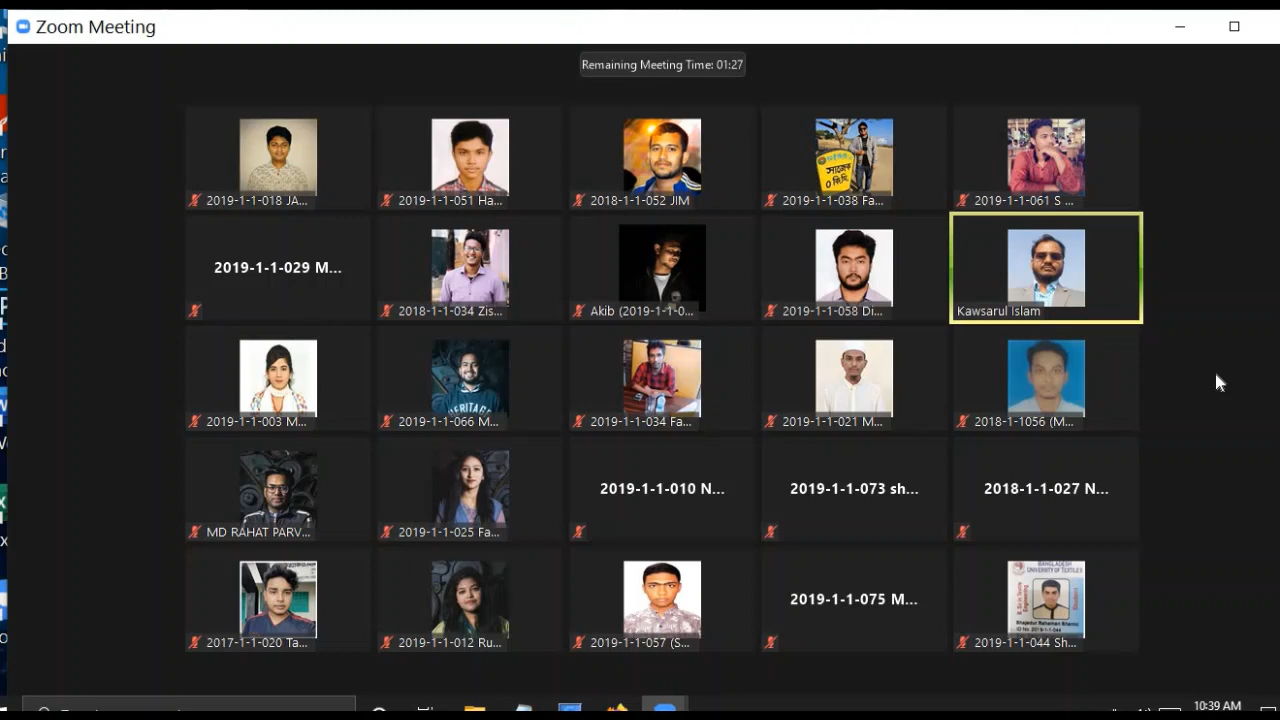 Zoom Meeting
Remaining Meeting Time: 01:27
সাজেক
০ কি.মি
2019-1-1-018 JA...
2019-1-1-051 Ha...
2018-1-1-052 JIM
2019-1-1-038 Fa...
2019-1-1-061 S ...
2019-1-1-029 M...
2018-1-1-034 Zis...
Akib (2019-1-1-0...
2019-1-1-058 Di...
Kawsarul Islam
2019-1-1-003 M...
2019-1-1-066 M...
HERITAGE
2019-1-1-034 Fa...
2019-1-1-021 M...
2018-1-1056 (M...
MD RAHAT PARV...
2019-1-1-025 Fa...
2019-1-1-010 N...
2019-1-1-073 sh...
2018-1-1-027 N...
2017-1-1-020 Ta...
2019-1-1-012 Ru...
2019-1-1-057 (S...
2019-1-1-075 M...
BANGLADESH
UNIVERSITY OF TEXTILES
2019-1-1-044 Sh...
10:39 AM